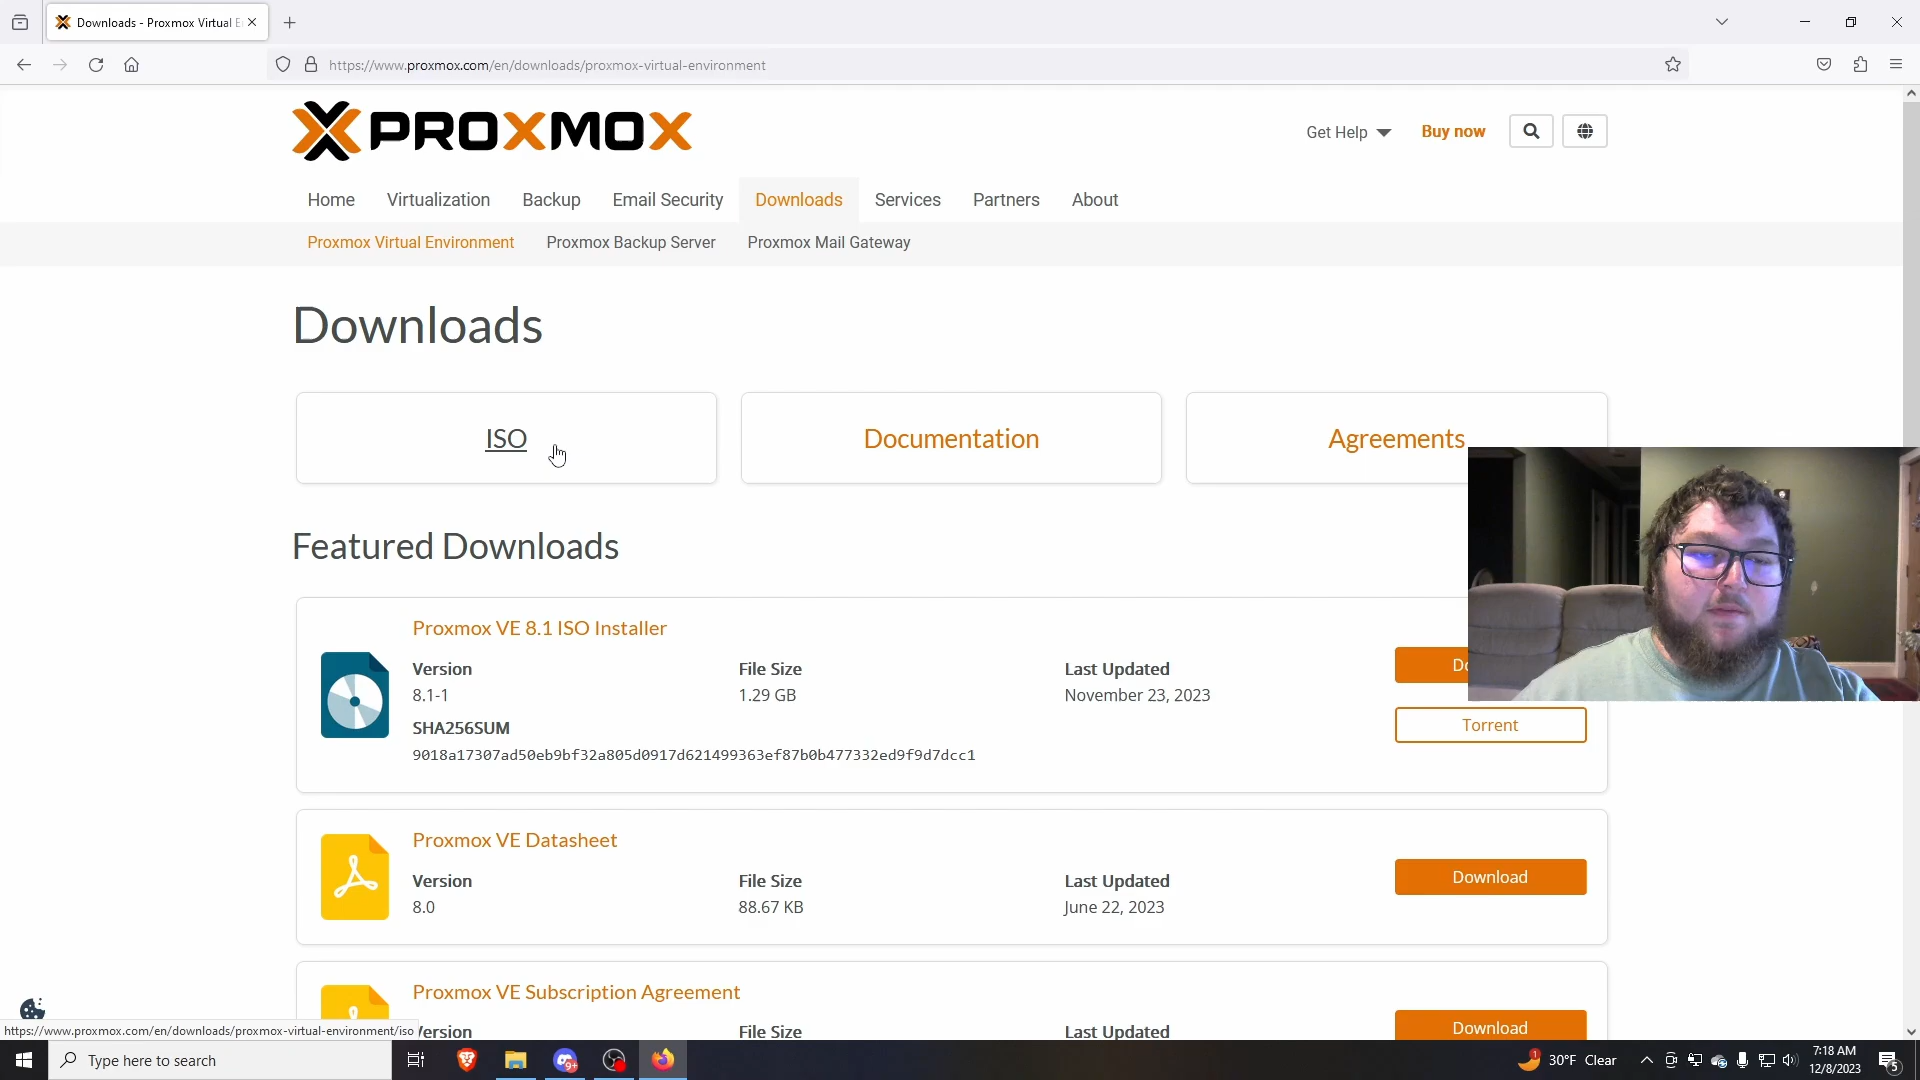 Downloads - Proxmox Virtual E
https://www.proxmox.com/en/downloads/proxmox-virtual-environment
PROXMOX
Get Help
Buy now
Home Virtualization Backup Email Security Downloads Services Partners About
Proxmox Virtual Environment Proxmox Backup Server Proxmox Mail Gateway
Downloads
ISO Documentation Agreements
Featured Downloads
Proxmox VE 8.1 ISO Installer
Version File Size Last Updated
8.1-1 1.29 GB November 23, 2023
SHA256SUM
9018a17307ad50eb9bf32a805d0917d621499363ef87b0b477332ed9f9d7dcc1
Torrent
Proxmox VE Datasheet
Version File Size Last Updated
8.0 88.67 KB June 22, 2023
Download
Proxmox VE Subscription Agreement
Version File Size Last Updated
Download
https://www.proxmox.com/en/downloads/proxmox-virtual-environment/iso
Type here to search
9+
1
30°F Clear
7:18 AM
12/8/2023
5